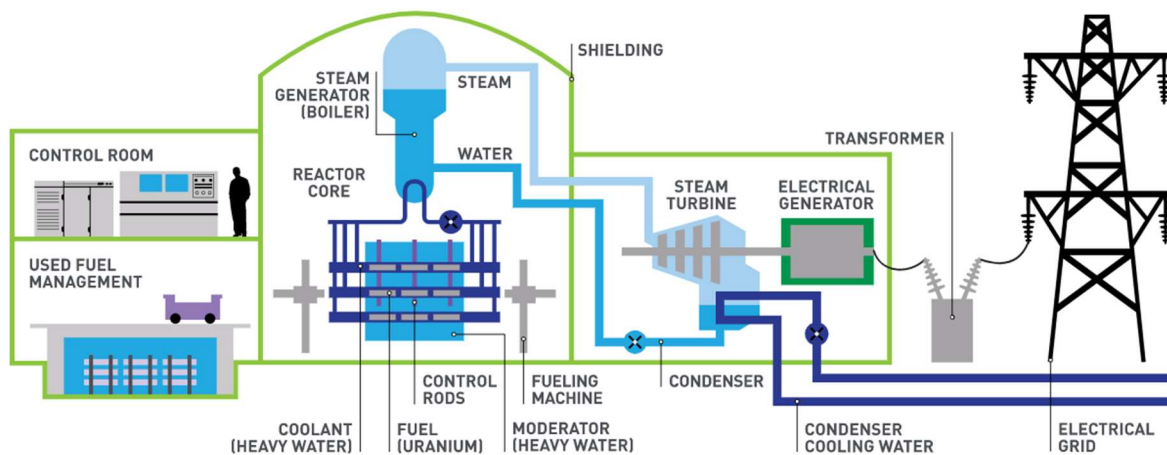 SHIELDING
STEAM
GENERATOR
(BOILER)
STEAM
CONTROL ROOM
WATER
TRANSFORMER
REACTOR
CORE
STEAM
TURBINE
ELECTRICAL
GENERATOR
USED FUEL
MANAGEMENT
CONTROL
RODS
FUELING
MACHINE
CONDENSER
COOLANT
(HEAVY WATER)
FUEL
(URANIUM)
MODERATOR
(HEAVY WATER)
CONDENSER
COOLING WATER
ELECTRICAL
GRID